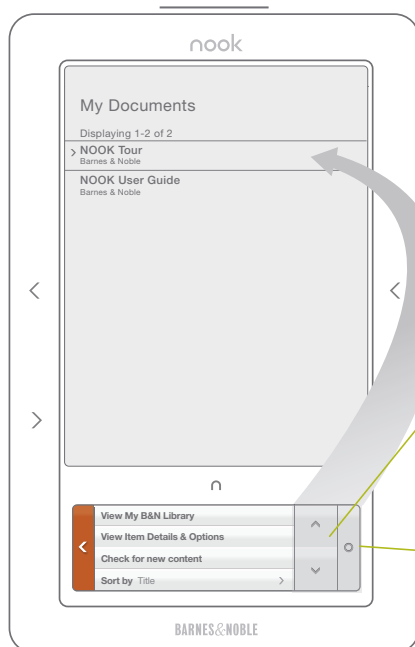 nook
My Documents
Displaying 1-2 of 2
NOOK Tour
Barnes & Noble
NOOK User Guide
Barnes & Noble
View My B&N Library
View Item Details & Options
Check for new content
Sort by Title
BARNES&NOBLE